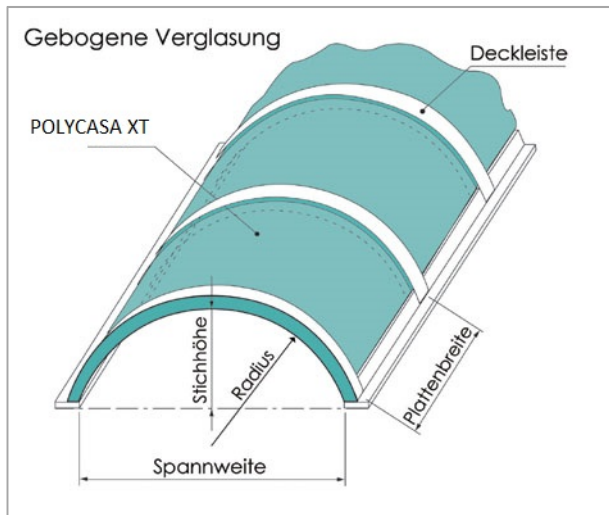 Gebogene Verglasung
Deckleiste
POLYCASA XT
Stichhöhe
Radius
Plattenbreite
Spannweite